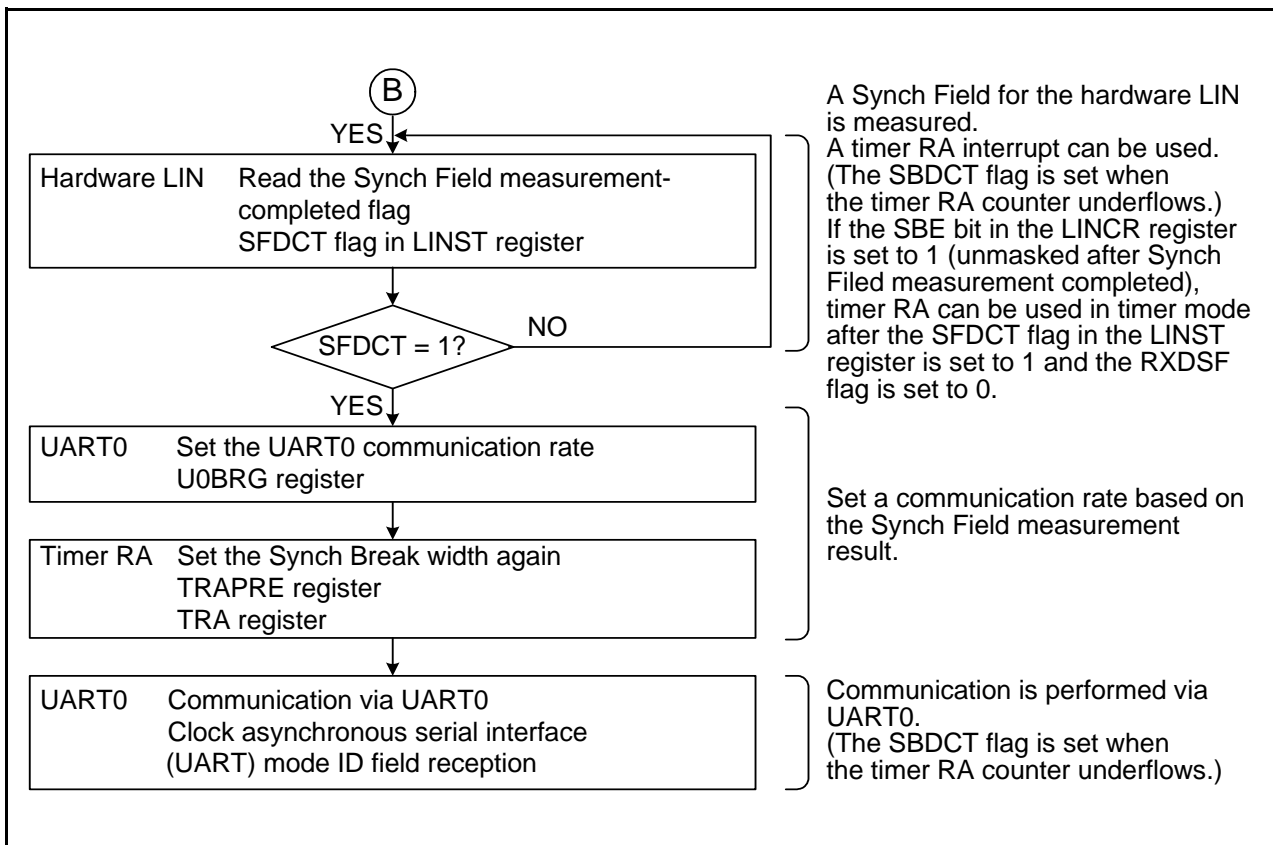 B
YES
Hardware LIN Read the Synch Field measurement-
completed flag
SFDCT flag in LINST register
SFDCT = 1?
NO
YES
UART0 Set the UART0 communication rate
U0BRG register
Timer RA Set the Synch Break width again
TRAPRE register
TRA register
UART0 Communication via UART0
Clock asynchronous serial interface
(UART) mode ID field reception
A Synch Field for the hardware LIN
is measured.
A timer RA interrupt can be used.
(The SBDCT flag is set when
the timer RA counter underflows.)
If the SBE bit in the LINCR register
is set to 1 (unmasked after Synch
Filed measurement completed),
timer RA can be used in timer mode
after the SFDCT flag in the LINST
register is set to 1 and the RXDSF
flag is set to 0.
Set a communication rate based on
the Synch Field measurement
result.
Communication is performed via
UART0.
(The SBDCT flag is set when
the timer RA counter underflows.)